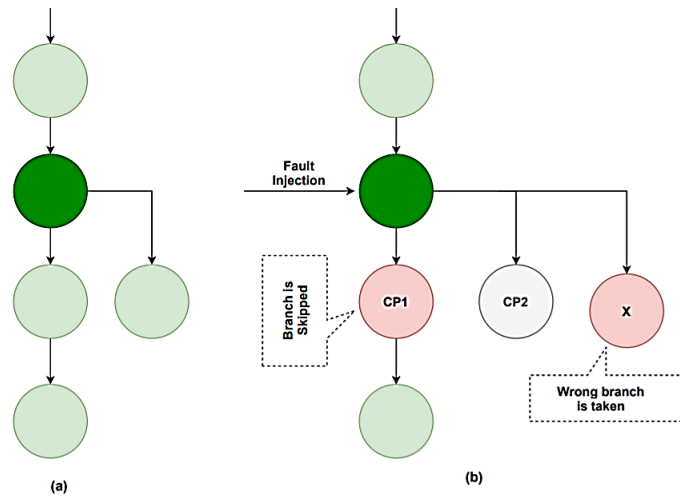 Fault
Injection
Branch is
Skipped
CP1
CP2
X
Wrong branch
is taken
(a)
(b)